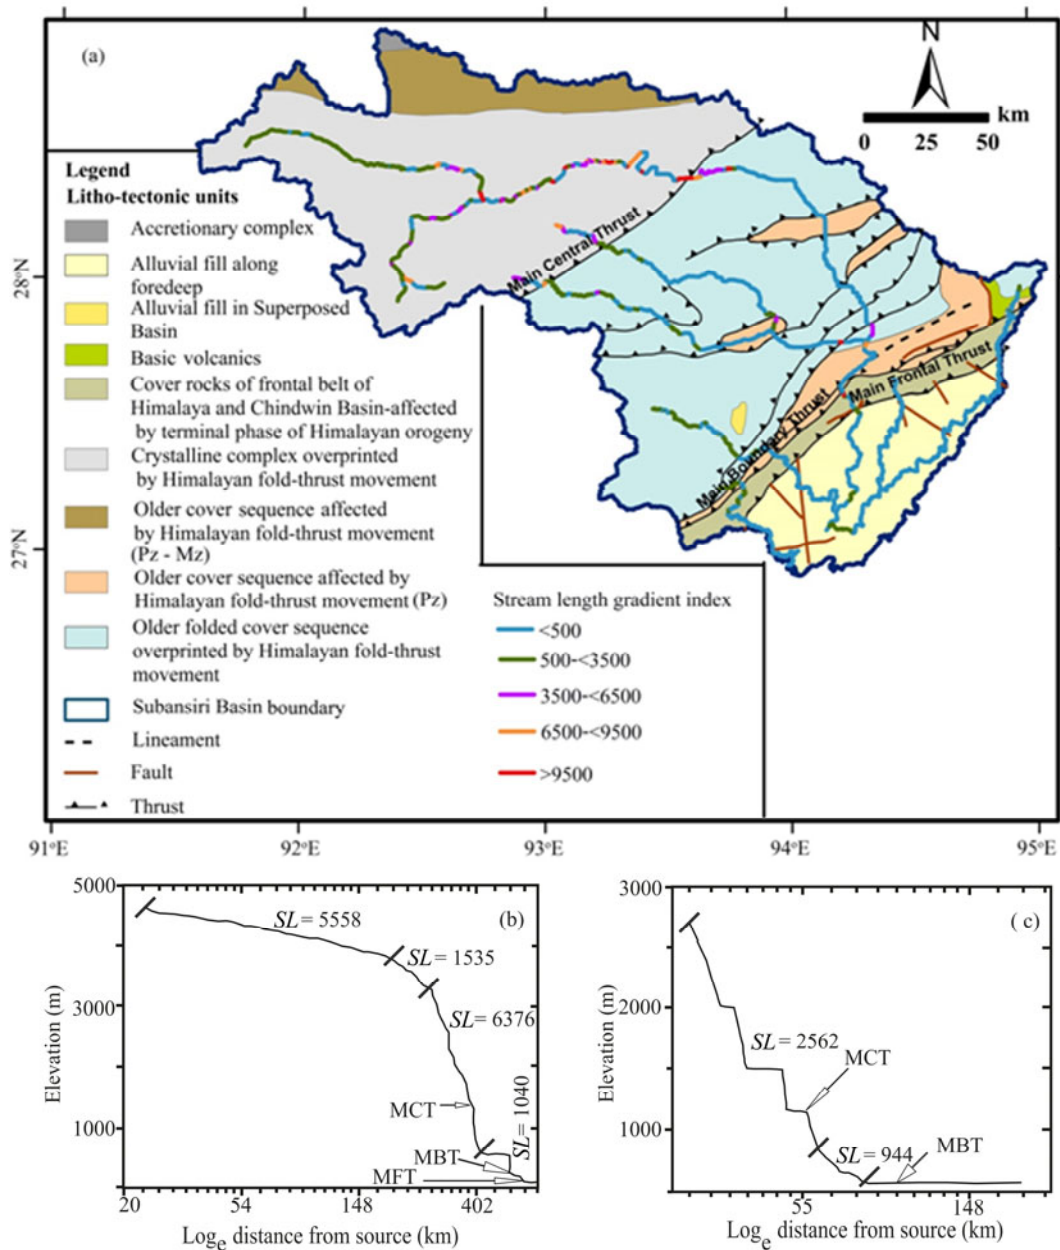 (a)
N
km
0 25 50
Legend
Litho-tectonic units
Accretionary complex
Alluvial fill along
foredeep
Alluvial fill in Superposed
Basin
Basic volcanics
Cover rocks of frontal belt of
Himalaya and Chindwin Basin-affected
by terminal phase of Himalayan orogeny
Crystalline complex overprinted
by Himalayan fold-thrust movement
Older cover sequence affected
by Himalayan fold-thrust movement
(Pz - Mz)
Older cover sequence affected by
Himalayan fold-thrust movement (Pz)
Older folded cover sequence
overprinted by Himalayan fold-thrust
movement
Subansiri Basin boundary
Lineament
Fault
Thrust
Main Central Thrust
Main Boundary Thrust
Main Frontal Thrust
Stream length gradient index
<500
500-<3500
3500-<6500
6500-<9500
>9500
28°N
27°N
91°E 92°E 93°E 94°E 95°E
(b)
5000
3000
1000
Elevation (m)
SL= 5558
SL= 1535
SL= 6376
SL= 1040
MCT
MBT
MFT
20 54 148 402
Loge distance from source (km)
( c)
3000
2000
1000
Elevation (m)
SL= 2562
MCT
SL= 944
MBT
55 148
Loge distance from source (km)